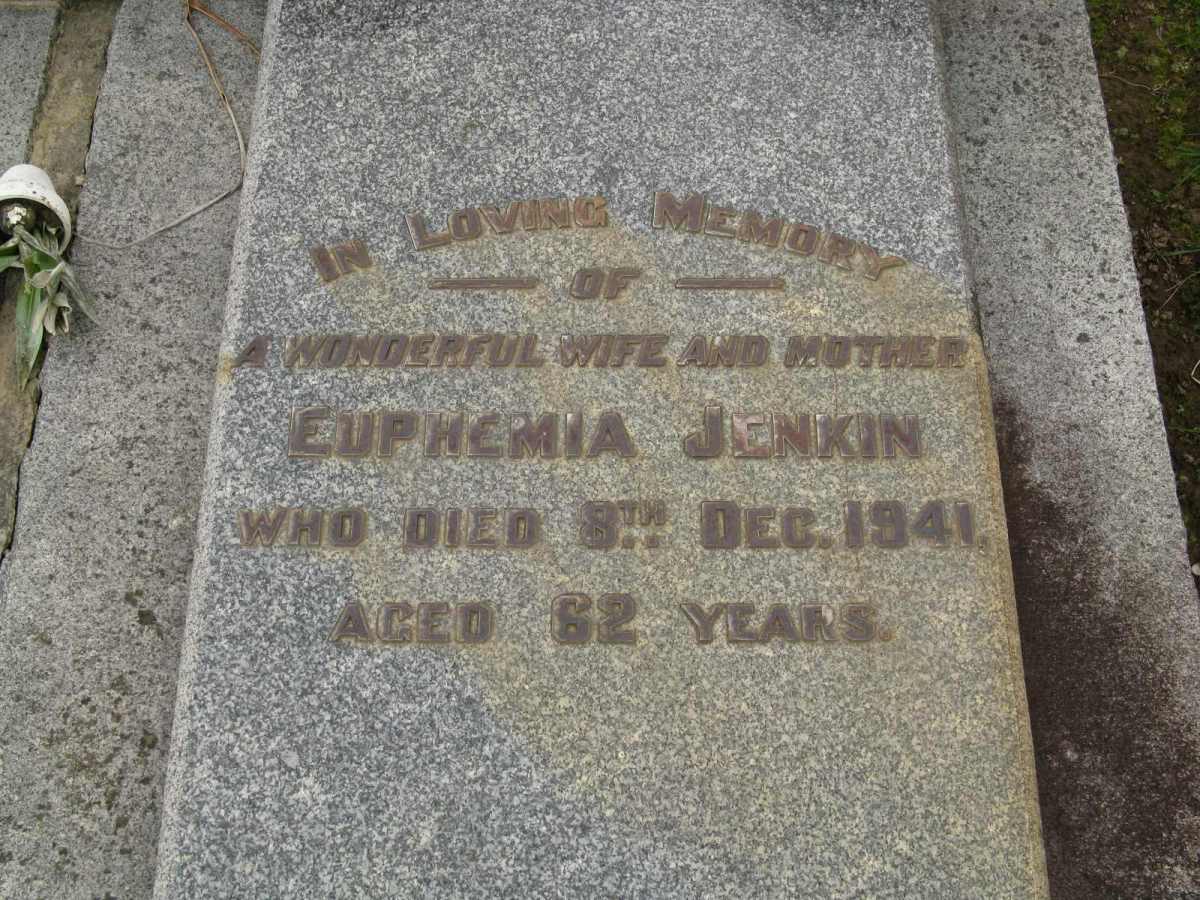 IN LOVING MEMORY
OF
A WONDERFUL WIFE AND MOTHER
EUPHEMIA JENKIN
WHO DIED 8TH DEC. 1941.
AGED 62 YEARS.